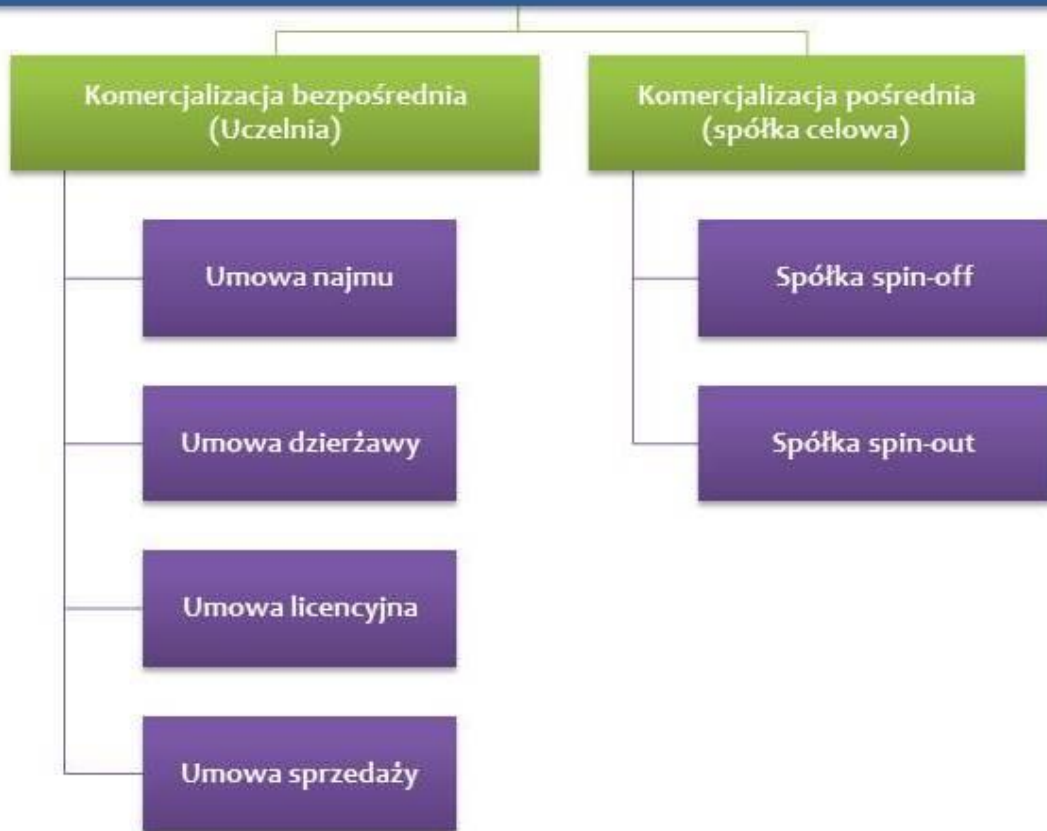 Komercjalizacja bezpośrednia
(Uczelnia)
Umowa najmu
Umowa dzierżawy
Umowa licencyjna
Umowa sprzedaży
Komercjalizacja pośrednia
(spółka celowa)
Spółka spin-off
Spółka spin-out